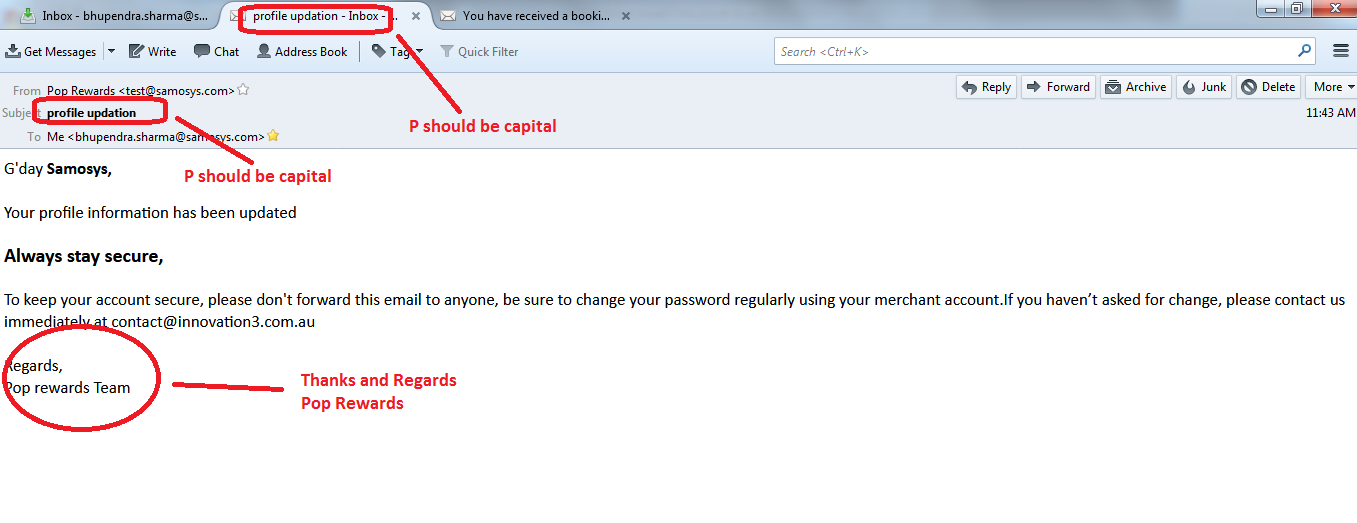 Inbox - bhupendra.sharma@s...
profile updation - Inbox - ...
You have received a booki...
Get Messages
Write
Chat
Address Book
Tag
Quick Filter
Search <Ctrl+K>
From Pop Rewards <test@samosys.com>
Reply
Forward
Archive
Junk
Delete
More
Subject profile updation
11:43 AM
To Me <bhupendra.sharma@samosys.com>
P should be capital
P should be capital
G'day Samosys,
Your profile information has been updated
Always stay secure,
To keep your account secure, please don't forward this email to anyone, be sure to change your password regularly using your merchant account.If you haven’t asked for change, please contact us
immediately at contact@innovation3.com.au
Regards,
Pop rewards Team
Thanks and Regards
Pop Rewards